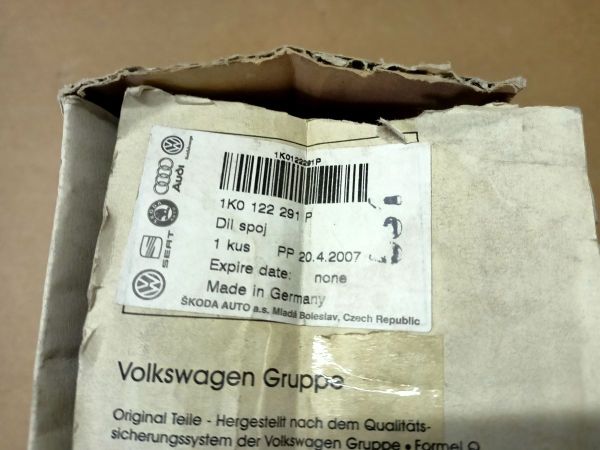 1K0122291P
1K0 122 291 P
Díl spoj
1 kus PP 20.4.2007
Expire date: none
Made in Germany
ŠKODA AUTO a.s. Mladá Boleslav, Czech Republic
Audi
SEAT
Volkswagen Gruppe
Original Teile - Hergestellt nach dem Qualitäts-
sicherungssystem der Volkswagen Gruppe • Formel Q